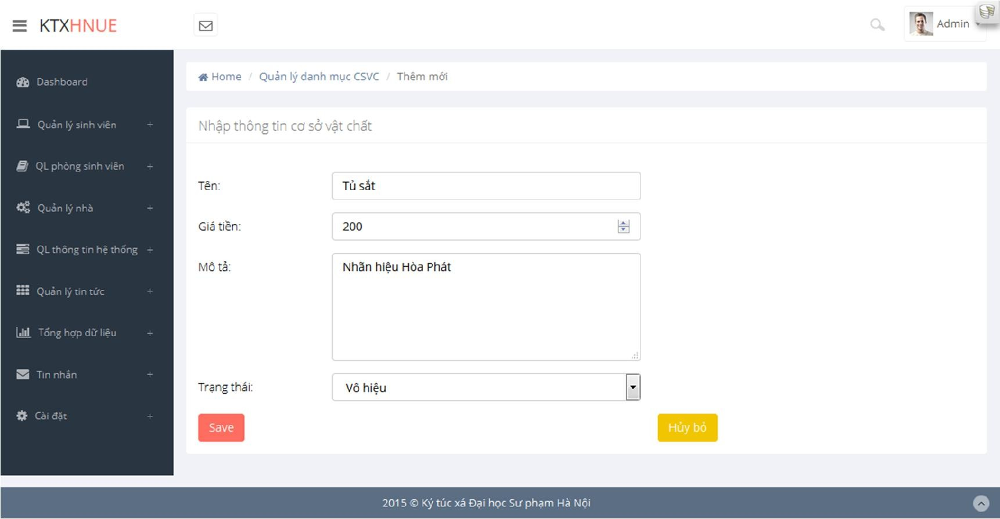 KTXHNUE
Admin
Dashboard
Quản lý sinh viên +
QL phòng sinh viên +
Quản lý nhà +
QL thông tin hệ thống +
Quản lý tin tức +
Tổng hợp dữ liệu +
Tin nhắn +
Cài đặt +
Home / Quản lý danh mục CSVC / Thêm mới
Nhập thông tin cơ sở vật chất
Tên: Tủ sắt
Giá tiền: 200
Mô tả: Nhãn hiệu Hòa Phát
Trạng thái: Vô hiệu
Save Hủy bỏ
2015 © Ký túc xá Đại học Sư phạm Hà Nội